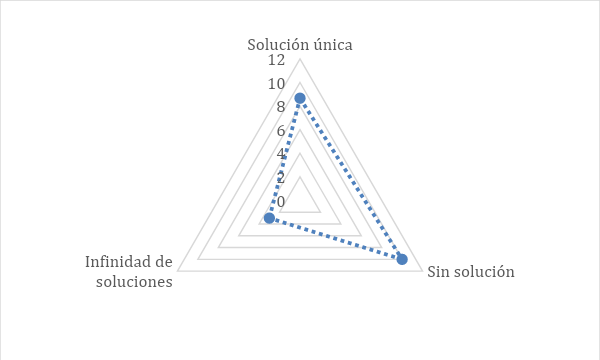 Solución única
12
10
8
6
4
2
0
Infinidad de
soluciones
Sin solución